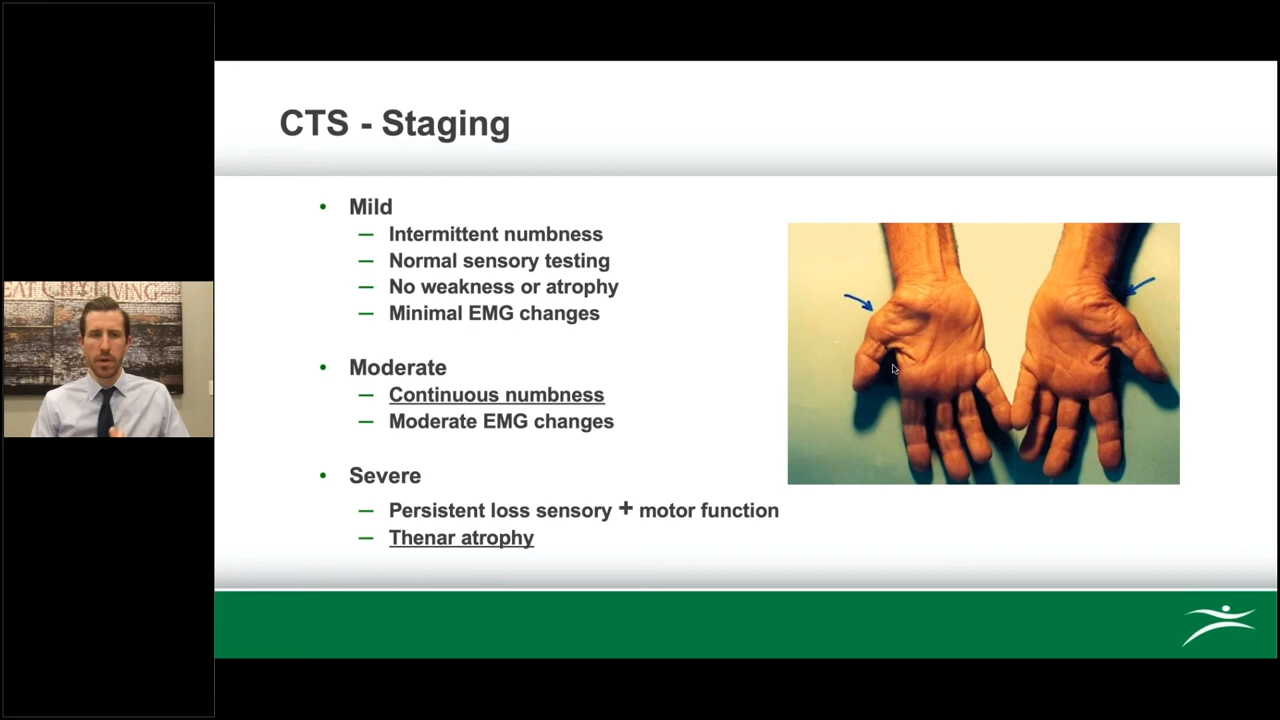 CTS - Staging
• Mild
– Intermittent numbness
– Normal sensory testing
– No weakness or atrophy
– Minimal EMG changes
• Moderate
– Continuous numbness
– Moderate EMG changes
• Severe
– Persistent loss sensory + motor function
– Thenar atrophy